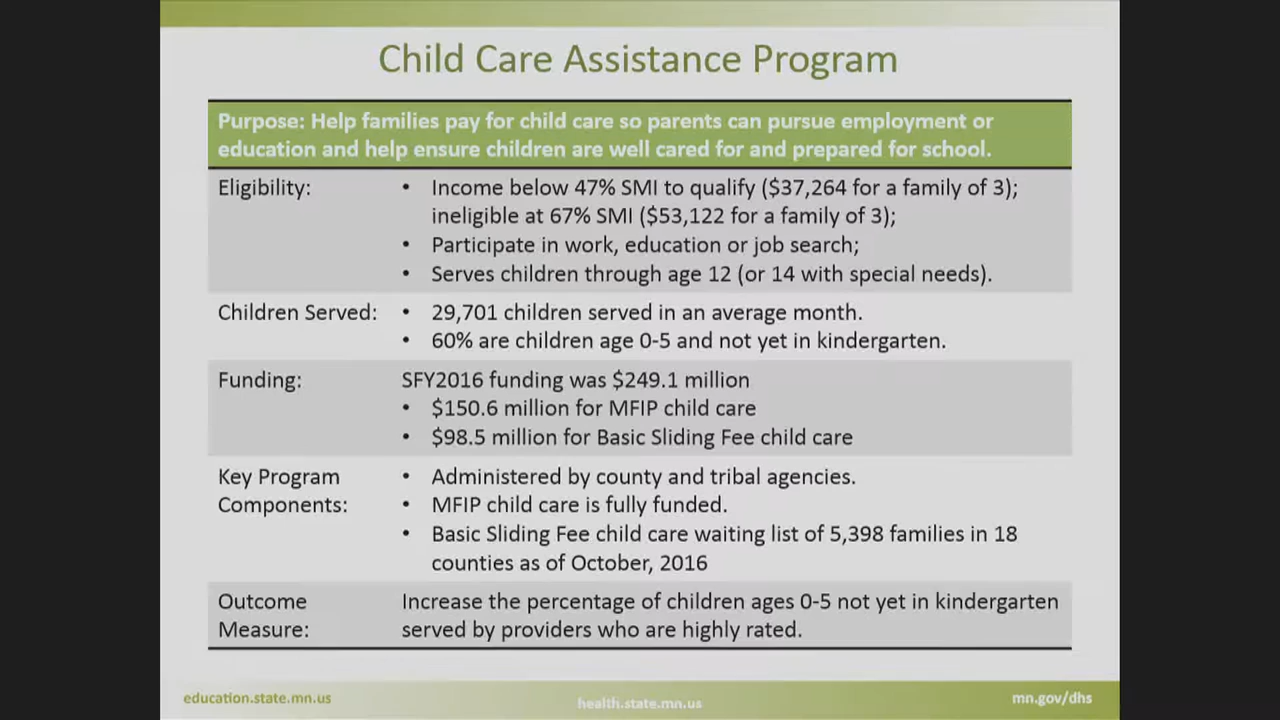 Child Care Assistance Program
Purpose: Help families pay for child care so parents can pursue employment or
education and help ensure children are well cared for and prepared for school.
Eligibility:
• Income below 47% SMI to qualify ($37,264 for a family of 3);
ineligible at 67% SMI ($53,122 for a family of 3);
• Participate in work, education or job search;
• Serves children through age 12 (or 14 with special needs).
Children Served:
• 29,701 children served in an average month.
• 60% are children age 0-5 and not yet in kindergarten.
Funding:
SFY2016 funding was $249.1 million
• $150.6 million for MFIP child care
• $98.5 million for Basic Sliding Fee child care
Key Program
Components:
• Administered by county and tribal agencies.
• MFIP child care is fully funded.
• Basic Sliding Fee child care waiting list of 5,398 families in 18
counties as of October, 2016
Outcome
Measure:
Increase the percentage of children ages 0-5 not yet in kindergarten
served by providers who are highly rated.
education.state.mn.us
health.state.mn.us
mn.gov/dhs